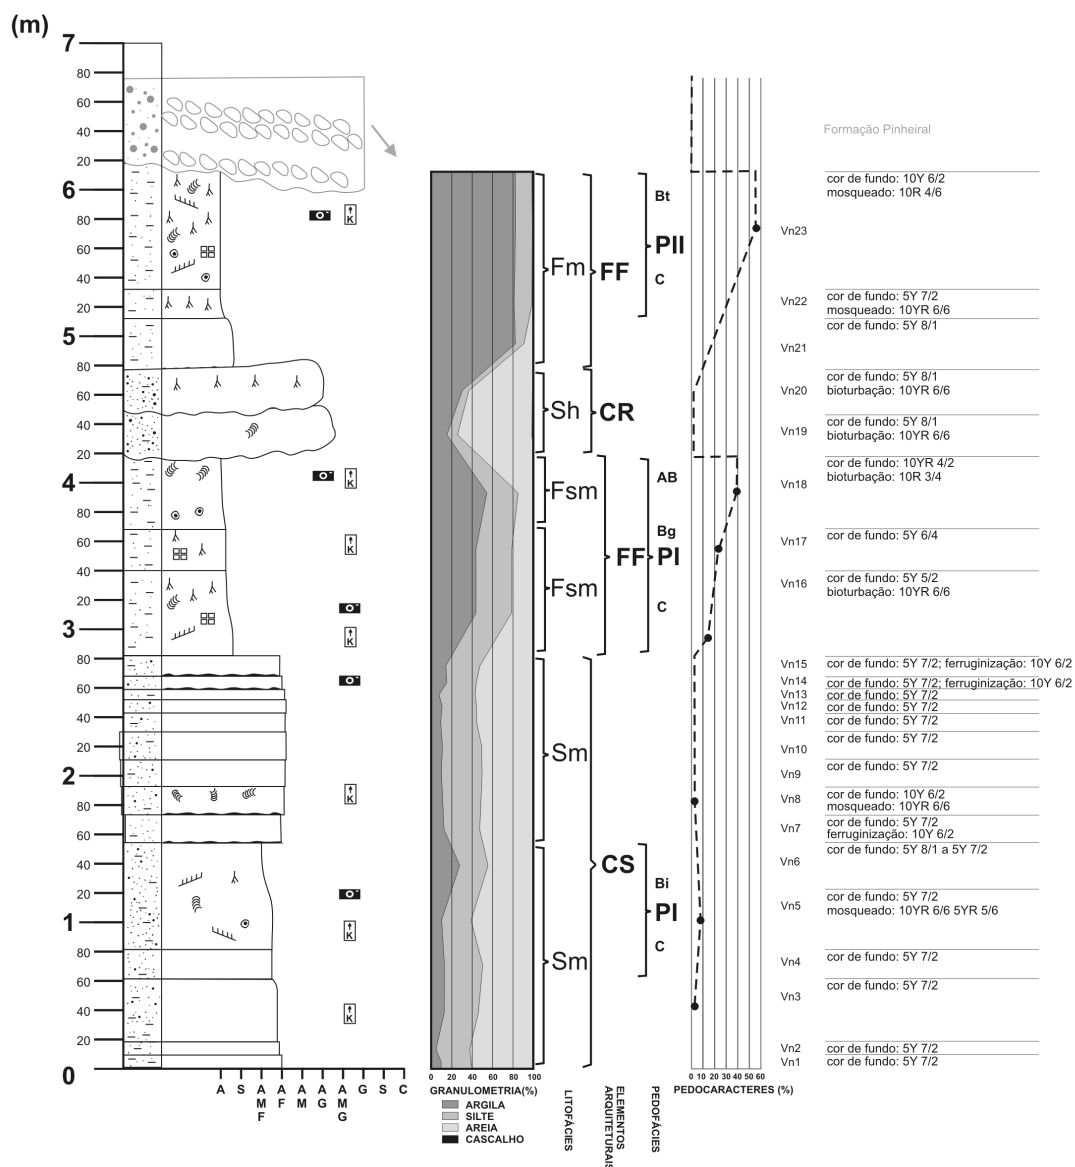 (m)
7
80
60
40
20
6
80
60
40
20
5
80
60
40
20
4
80
60
40
20
3
80
60
40
20
2
80
60
40
20
1
80
60
40
20
0
K
K
K
K
K
K
K
A S AMF AF AM AG AMG G S C
Fm
Sh
Fsm
Fsm
Sm
Sm
FF
CR
FF
CS
Bt
PII
C
AB
Bg
PI
C
Bi
PI
C
0 20 40 60 80 100
GRANULOMETRIA(%)
ARGILA
SILTE
AREIA
CASCALHO
LITOFÁCIES
ELEMENTOS
ARQUITETURAIS
PEDOFÁCIES
0 10 20 30 40 50 60
PEDOCARACTERES (%)
Formação Pinheiral
Vn23
cor de fundo: 10Y 6/2
mosqueado: 10R 4/6
Vn22
cor de fundo: 5Y 7/2
mosqueado: 10YR 6/6
Vn21
cor de fundo: 5Y 8/1
Vn20
cor de fundo: 5Y 8/1
bioturbação: 10YR 6/6
Vn19
cor de fundo: 5Y 8/1
bioturbação: 10YR 6/6
Vn18
cor de fundo: 10YR 4/2
bioturbação: 10R 3/4
Vn17
cor de fundo: 5Y 6/4
Vn16
cor de fundo: 5Y 5/2
bioturbação: 10YR 6/6
Vn15
cor de fundo: 5Y 7/2; ferruginização: 10Y 6/2
Vn14
cor de fundo: 5Y 7/2; ferruginização: 10Y 6/2
Vn13
cor de fundo: 5Y 7/2
Vn12
cor de fundo: 5Y 7/2
Vn11
cor de fundo: 5Y 7/2
Vn10
cor de fundo: 5Y 7/2
Vn9
cor de fundo: 5Y 7/2
Vn8
cor de fundo: 10Y 6/2
mosqueado: 10YR 6/6
Vn7
cor de fundo: 5Y 7/2
ferruginização: 10Y 6/2
Vn6
cor de fundo: 5Y 8/1 a 5Y 7/2
Vn5
cor de fundo: 5Y 7/2
mosqueado: 10YR 6/6 5YR 5/6
Vn4
cor de fundo: 5Y 7/2
Vn3
cor de fundo: 5Y 7/2
Vn2
cor de fundo: 5Y 7/2
Vn1
cor de fundo: 5Y 7/2